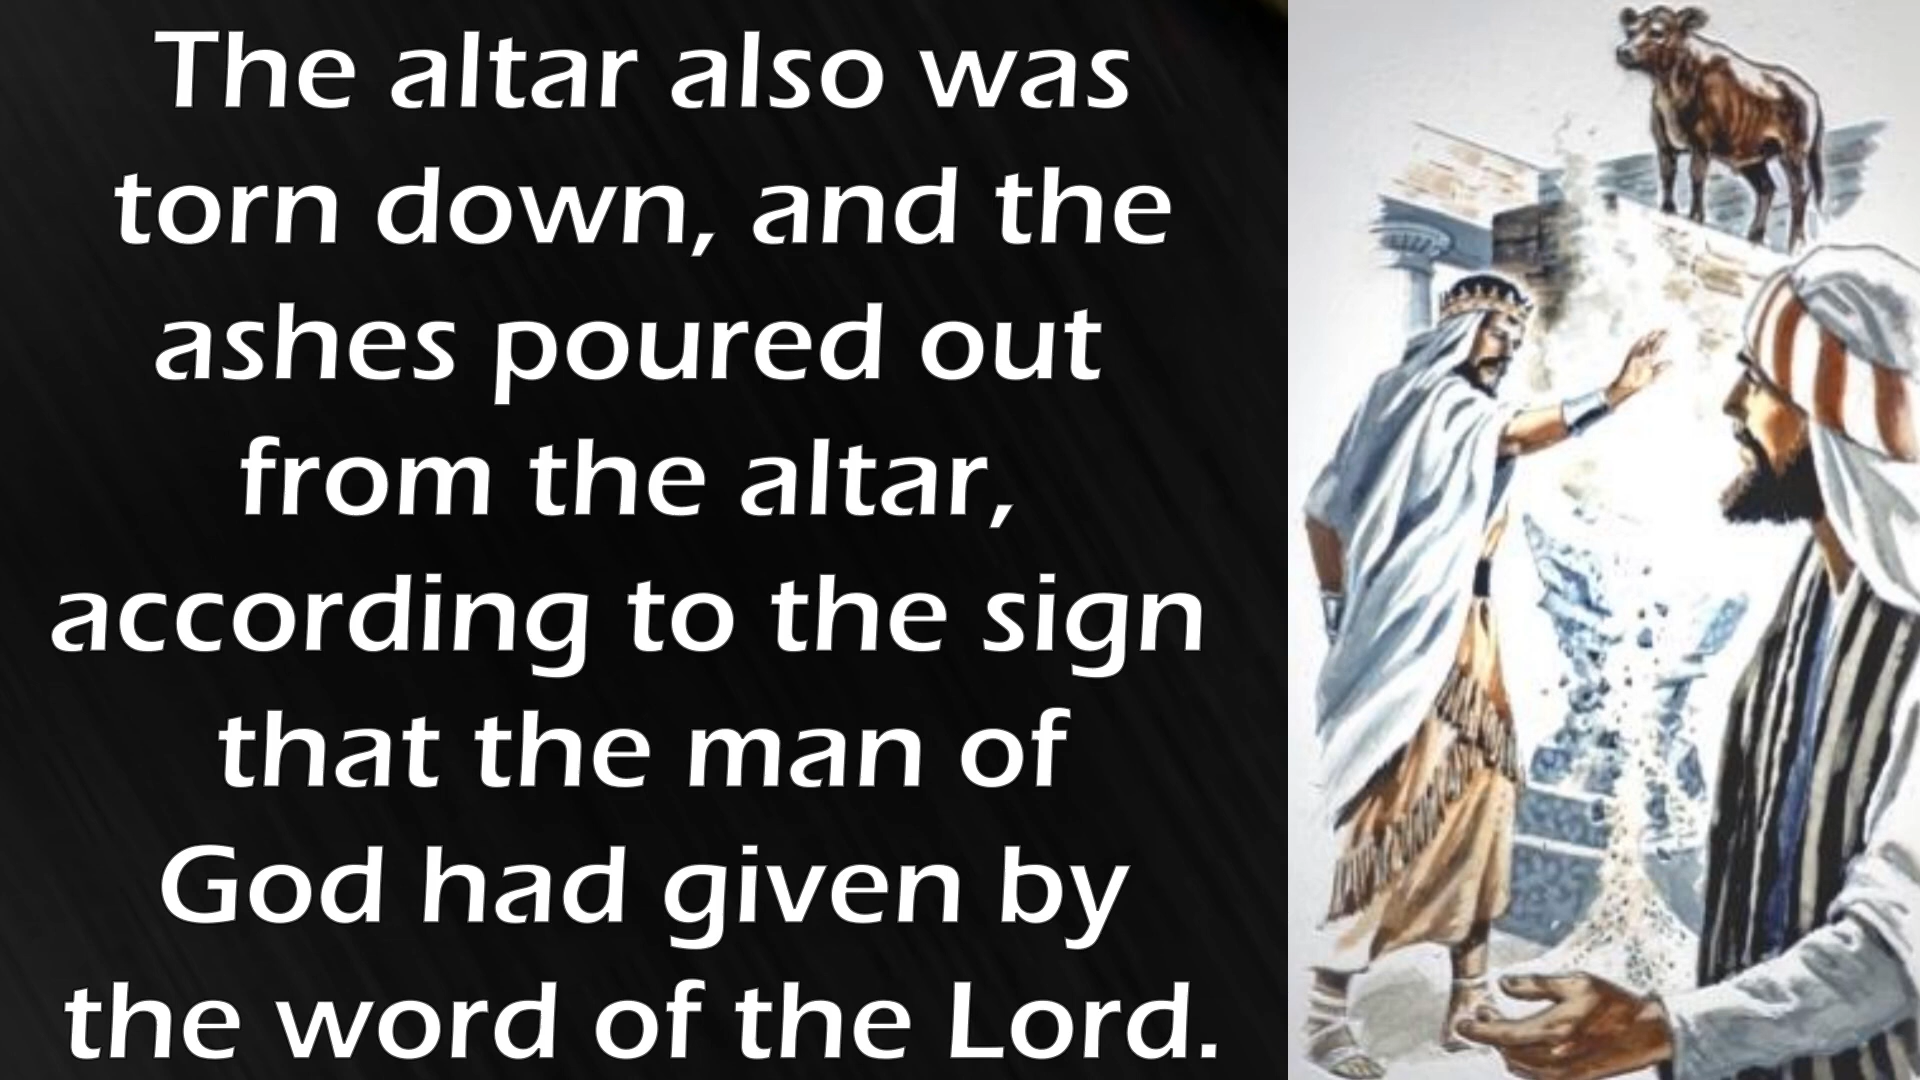 The altar also was
torn down, and the
ashes poured out
from the altar,
according to the sign
that the man of
God had given by
the word of the Lord.